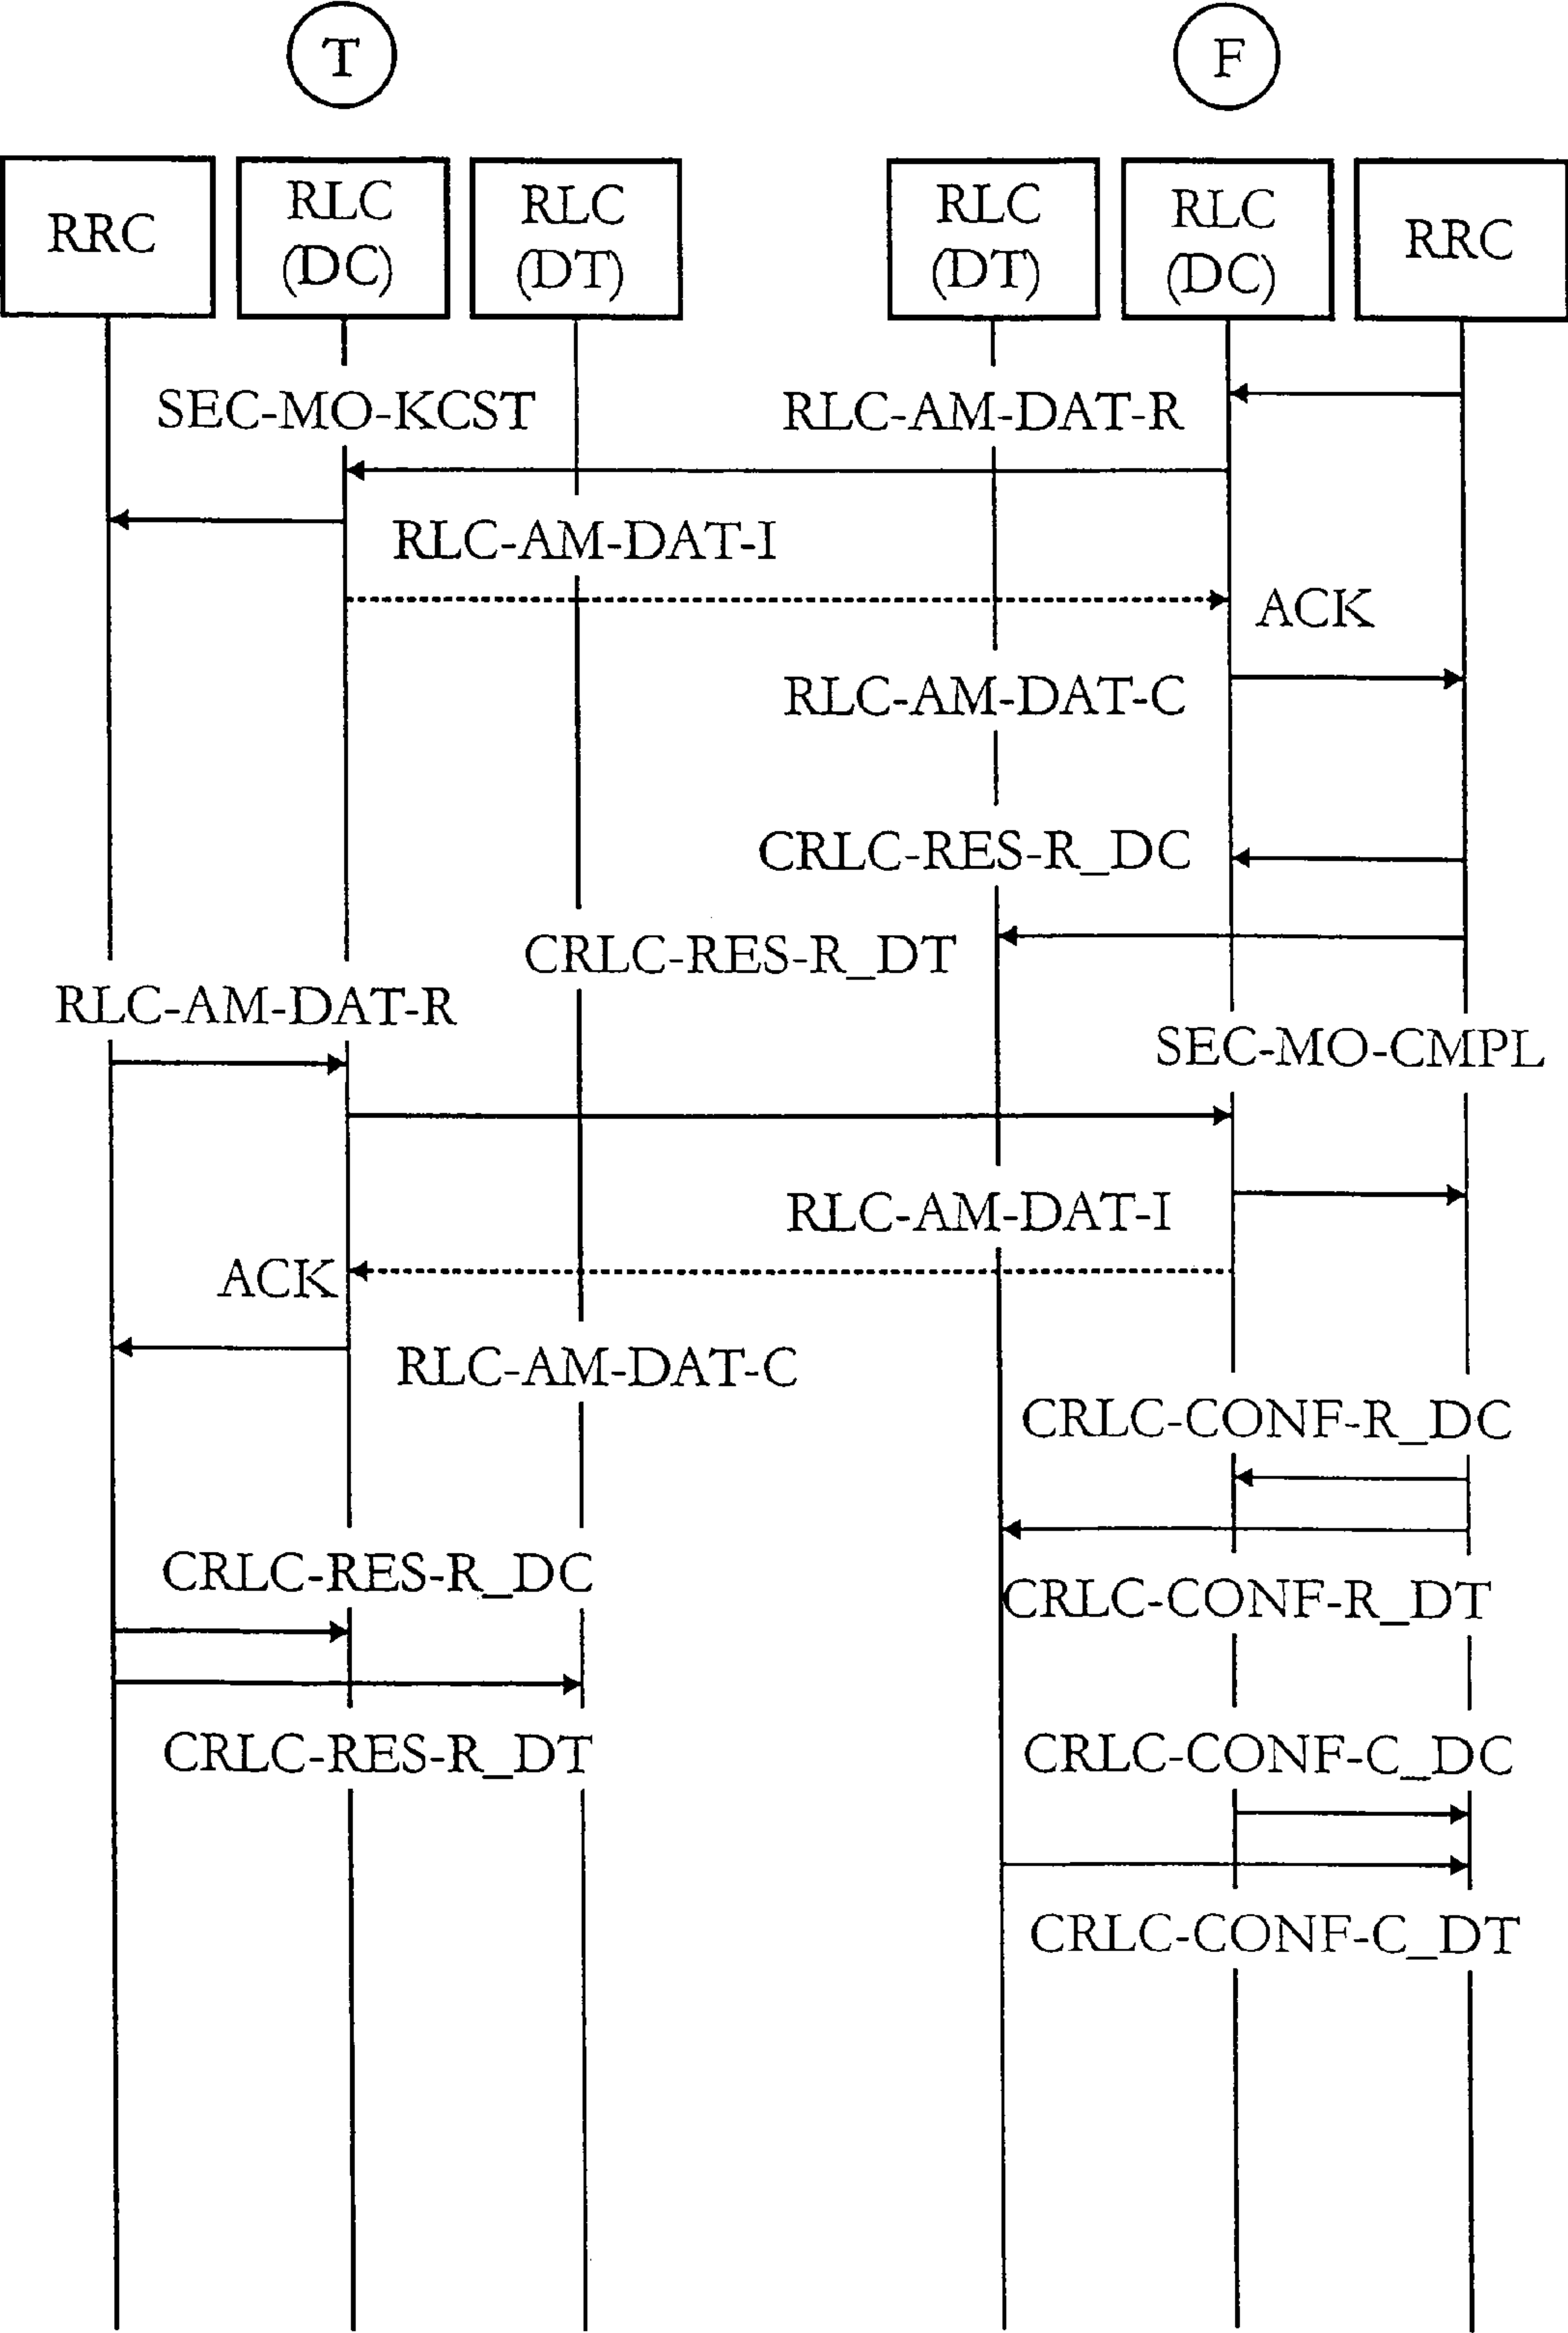 T
F
RRC
RLC
(DC)
RLC
(DT)
RLC
(DT)
RLC
(DC)
RRC
SEC-MO-KCST
RLC-AM-DAT-R
RLC-AM-DAT-I
ACK
RLC-AM-DAT-C
CRLC-RES-R_DC
CRLC-RES-R_DT
RLC-AM-DAT-R
SEC-MO-CMPL
RLC-AM-DAT-I
ACK
RLC-AM-DAT-C
CRLC-CONF-R_DC
CRLC-RES-R_DC
CRLC-CONF-R_DT
CRLC-RES-R_DT
CRLC-CONF-C_DC
CRLC-CONF-C_DT